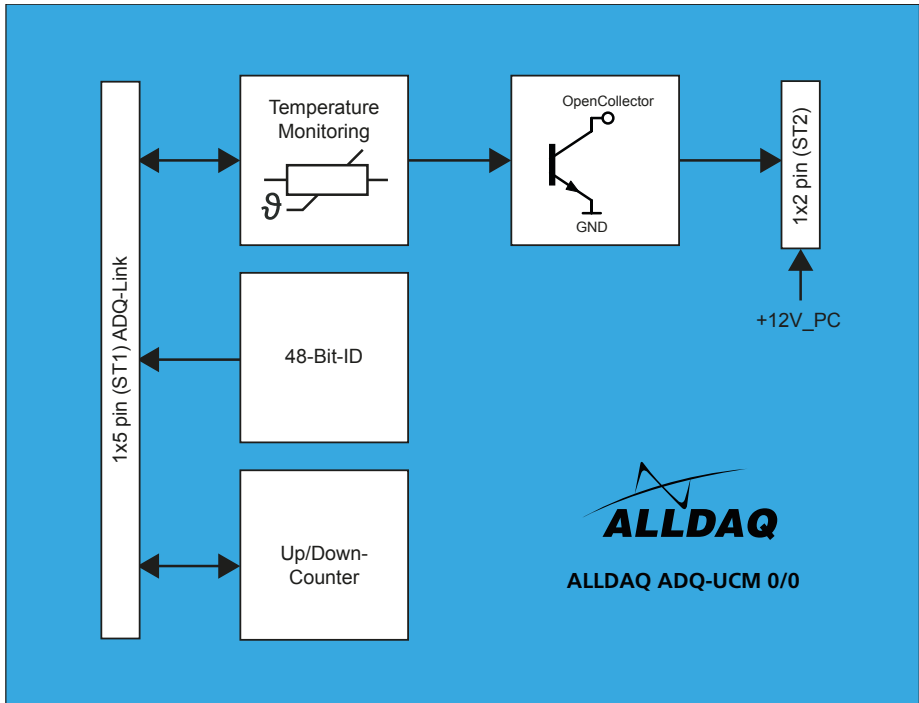 Temperature
Monitoring
ϑ
OpenCollector
GND
1x2 pin (ST2)
+12V_PC
1x5 pin (ST1) ADQ-Link
48-Bit-ID
Up/Down-
Counter
ALLDAQ
ALLDAQ ADQ-UCM 0/0